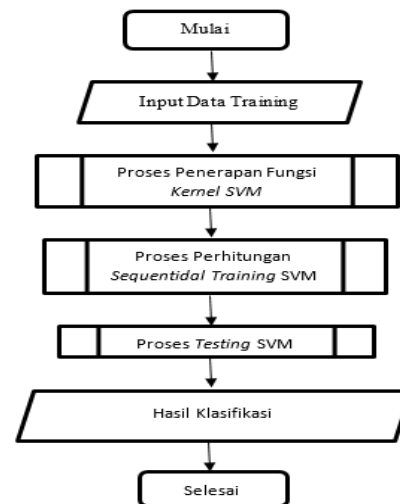 Mulai
Input Data Training
Proses Penerapan Fungsi
Kernel SVM
Proses Perhitungan
Sequentidal Training SVM
Proses Testing SVM
Hasil Klasifikasi
Selesai